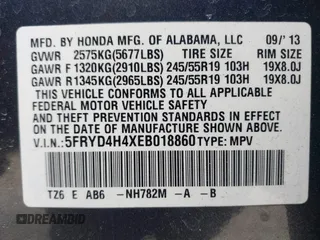 MFD. BY HONDA MFG. OF ALABAMA, LLC 09/'13
GVWR 2575KG(5677LBS) TIRE SIZE RIM SIZE
GAWR F 1320KG(2910LBS) 245/55R19 103H 19X8.0J
GAWR R 1345KG(2965LBS) 245/55R19 103H 19X8.0J
THIS VEHICLE CONFORMS TO ALL APPLICABLE
FEDERAL MOTOR VEHICLE SAFETY
AND THEFT PREVENTION STANDARDS IN EFFECT
ON THE DATE OF MANUFACTURE SHOWN ABOVE.
V.I.N.: 5FRYD4H4XEB018860 TYPE: MPV
TZ6 E AB6 -NH782M -A -B
© DREAMBID